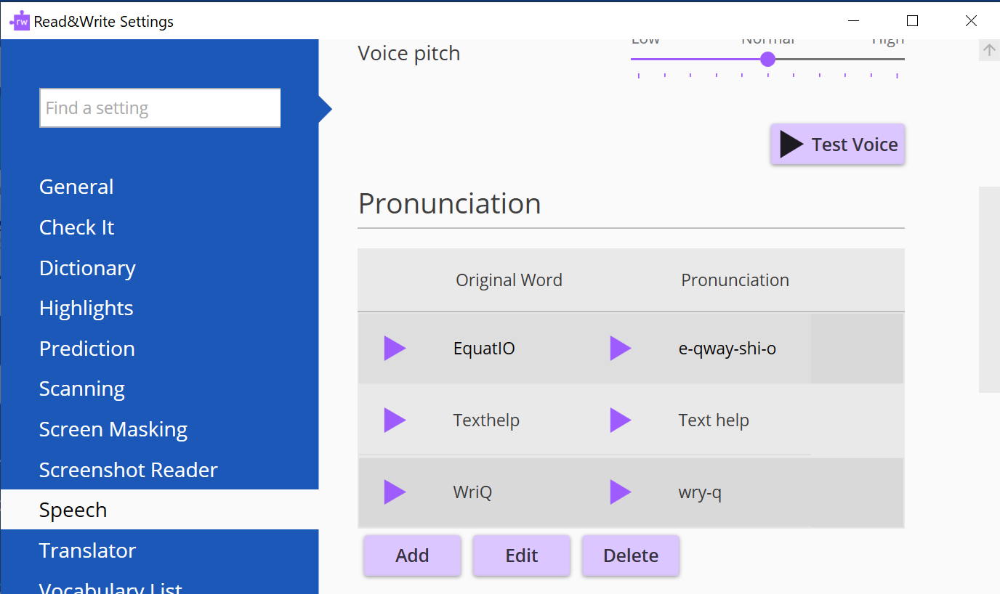 rw Read&Write Settings
Find a setting
General
Check It
Dictionary
Highlights
Prediction
Scanning
Screen Masking
Screenshot Reader
Speech
Translator
Vocabulary List
Low Normal High
Voice pitch
Test Voice
Pronunciation
Original Word Pronunciation
EquatIO e-qway-shi-o
Texthelp Text help
WriQ wry-q
Add Edit Delete